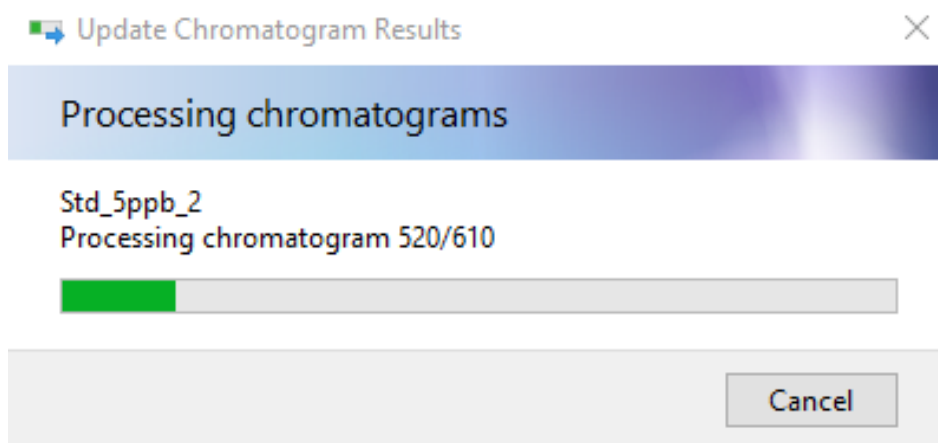 Update Chromatogram Results
Processing chromatograms
Std_5ppb_2
Processing chromatogram 520/610
Cancel